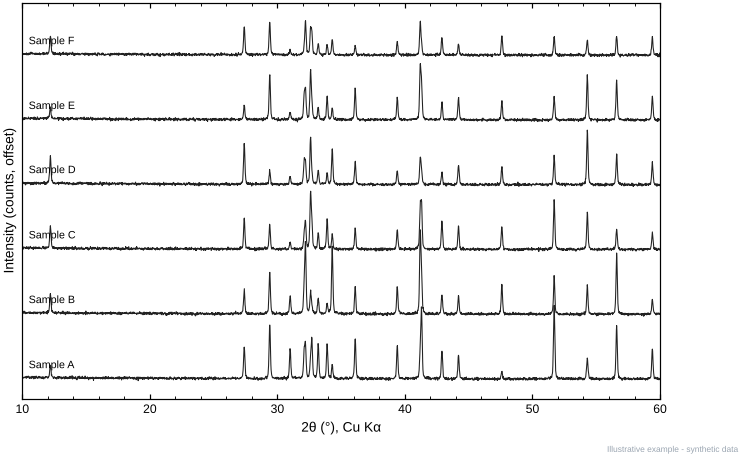 Sample F
Sample E
Sample D
Sample C
Sample B
Sample A
Intensity (counts, offset)
10 20 30 40 50 60
2θ (°), Cu Kα
Illustrative example - synthetic data